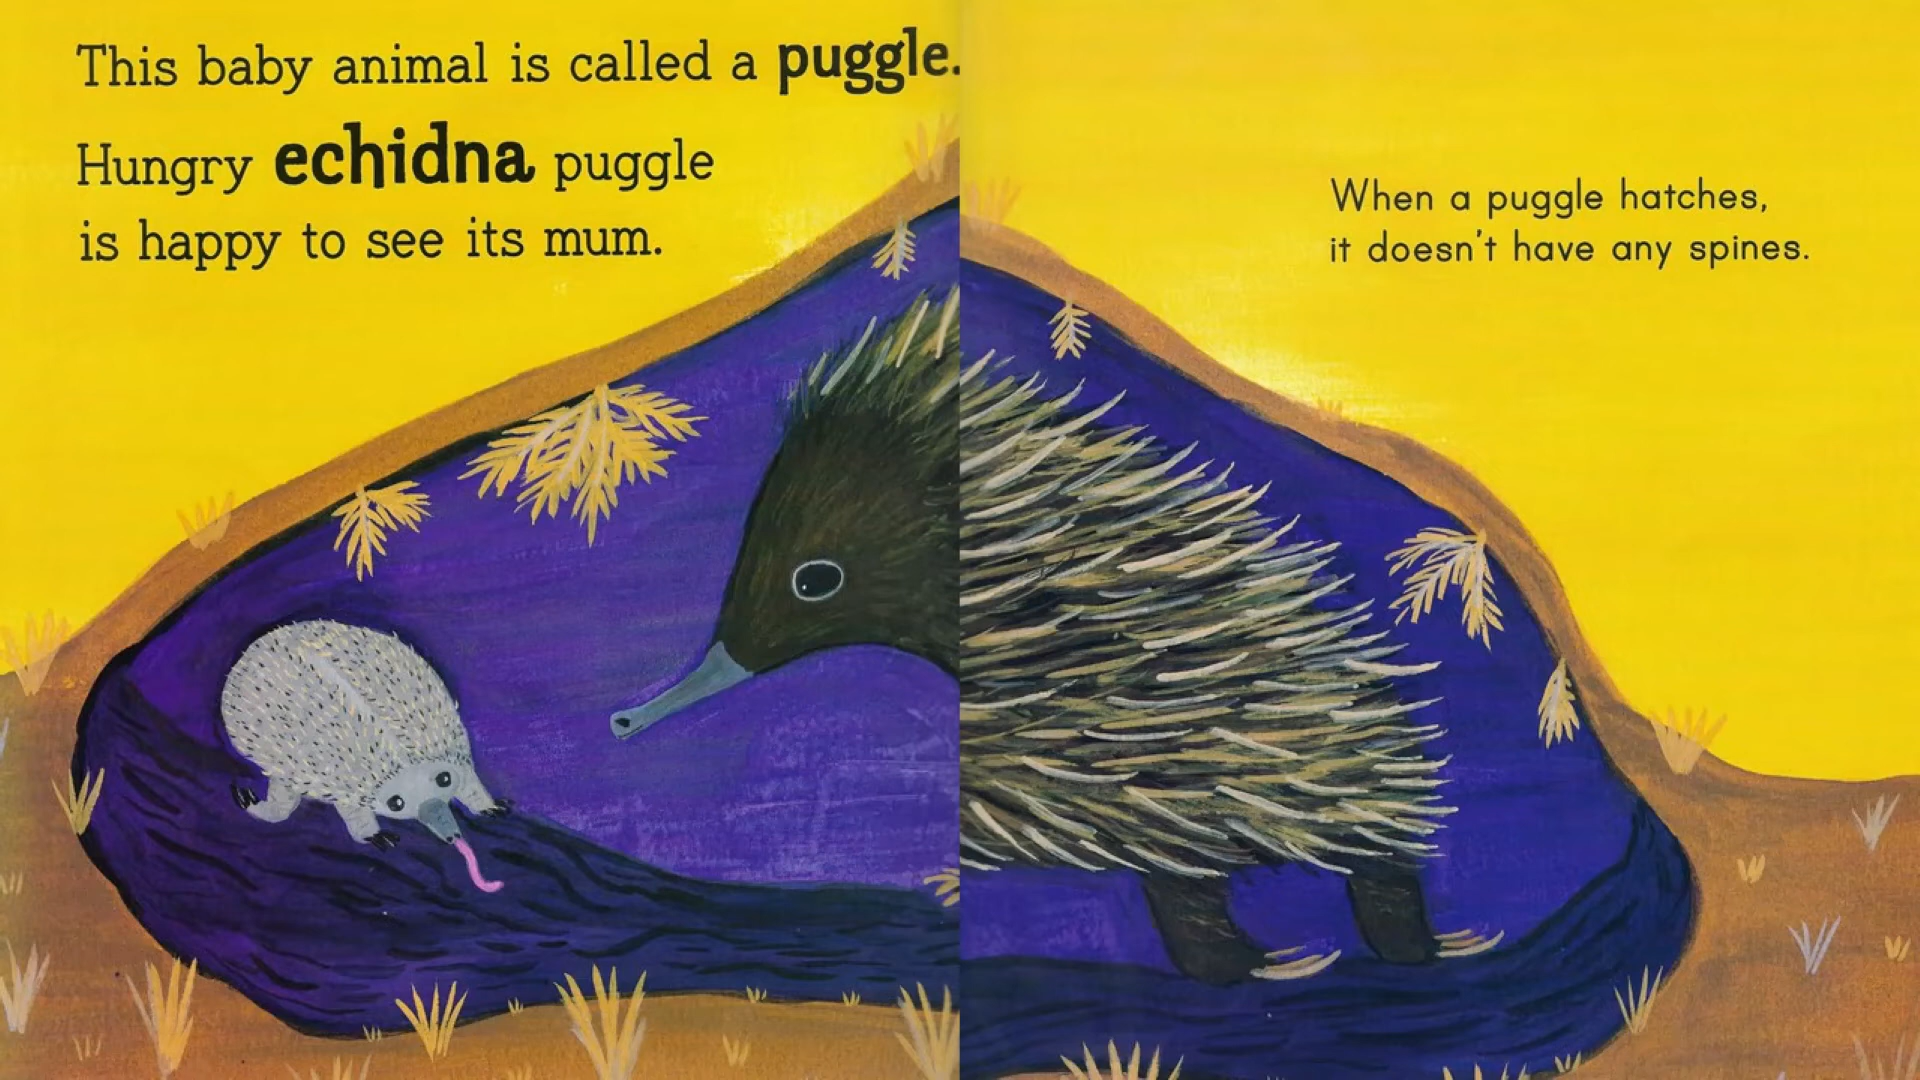 This baby animal is called a puggle.
Hungry echidna puggle
is happy to see its mum.
When a puggle hatches,
it doesn't have any spines.